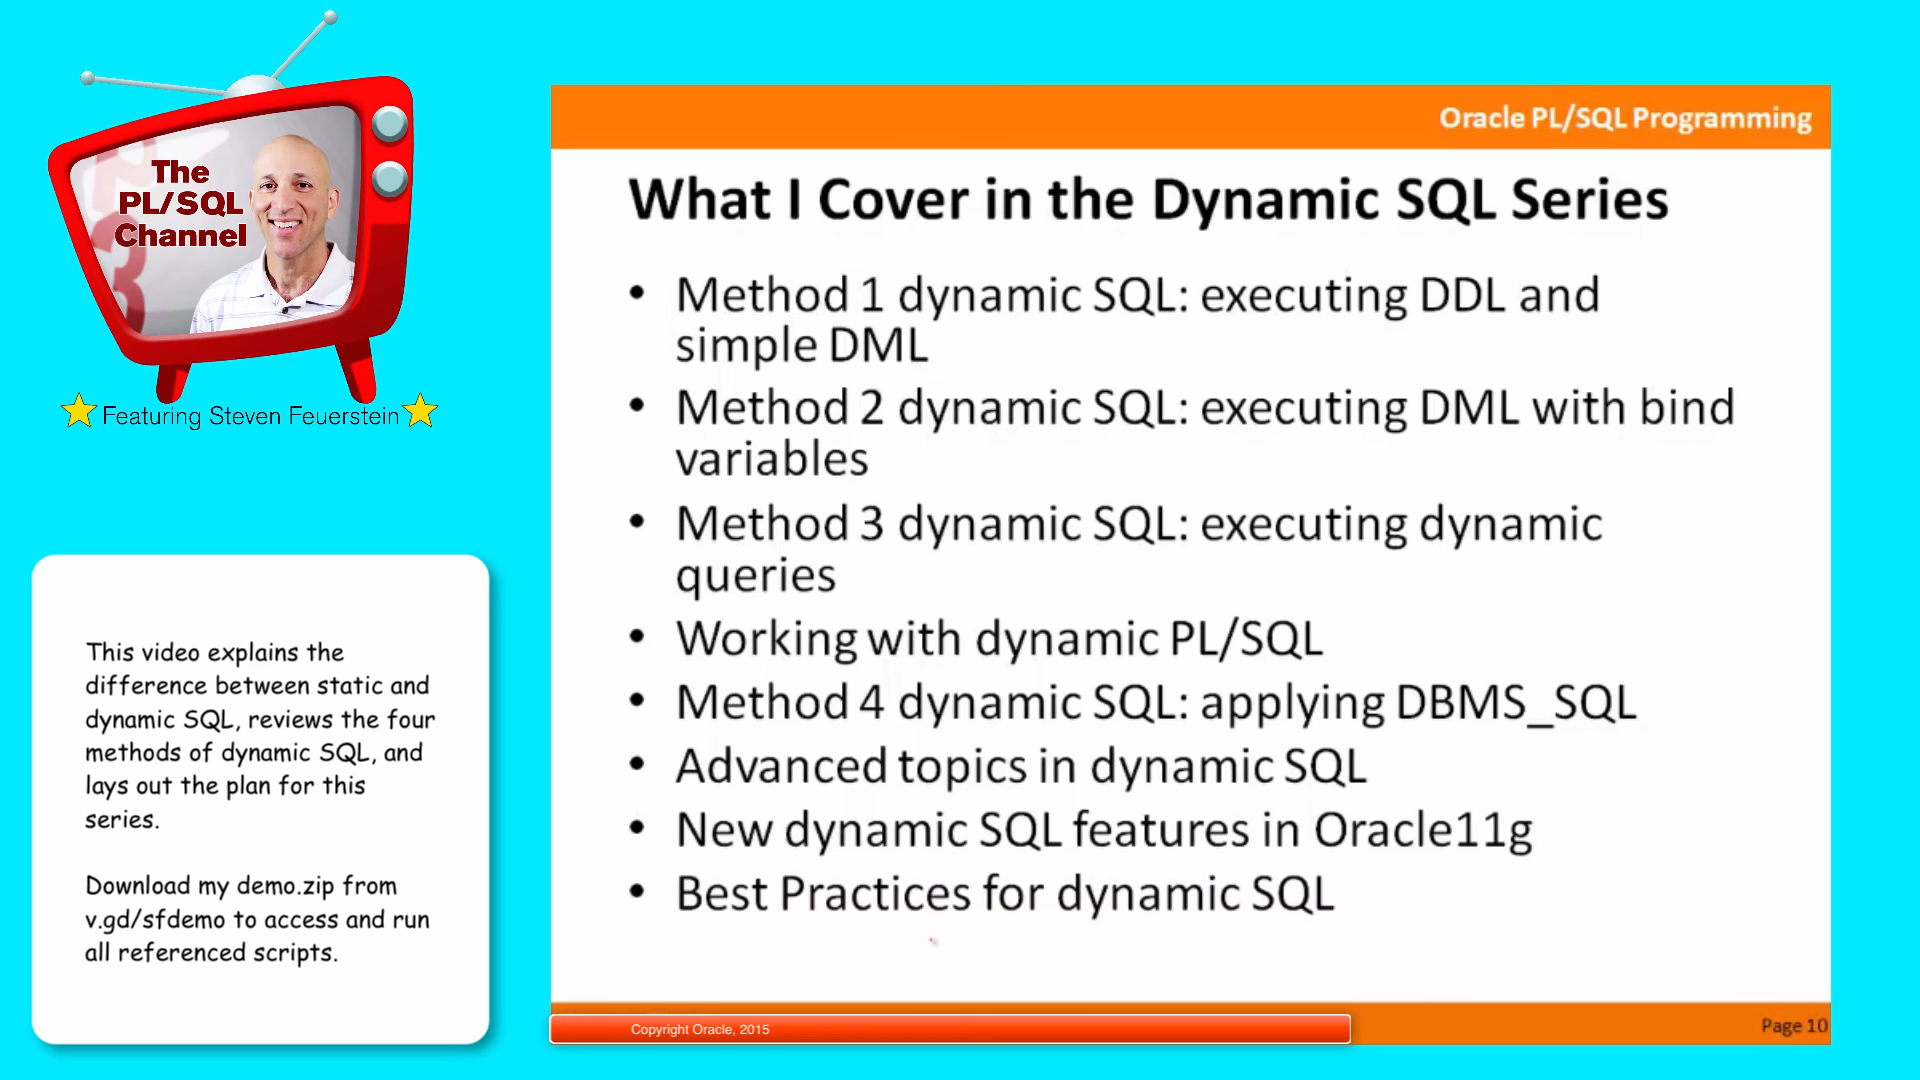 The
PL/SQL
Channel
Featuring Steven Feuerstein
This video explains the
difference between static and
dynamic SQL, reviews the four
methods of dynamic SQL, and
lays out the plan for this
series.
Download my demo.zip from
v.gd/sfdemo to access and run
all referenced scripts.
Oracle PL/SQL Programming
What I Cover in the Dynamic SQL Series
• Method 1 dynamic SQL: executing DDL and
simple DML
• Method 2 dynamic SQL: executing DML with bind
variables
• Method 3 dynamic SQL: executing dynamic
queries
• Working with dynamic PL/SQL
• Method 4 dynamic SQL: applying DBMS_SQL
• Advanced topics in dynamic SQL
• New dynamic SQL features in Oracle11g
• Best Practices for dynamic SQL
Copyright Oracle, 2015
Page 10